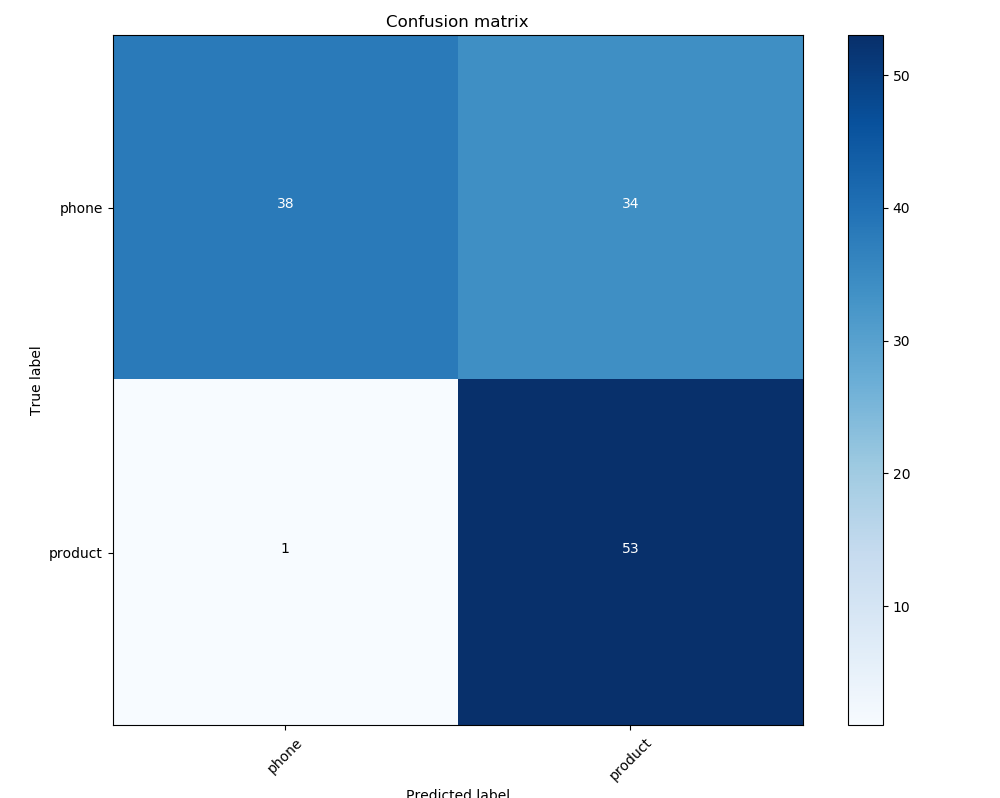 Confusion matrix
50
phone
38
34
40
30
True label
20
product
1
53
10
phone
product
Predicted label